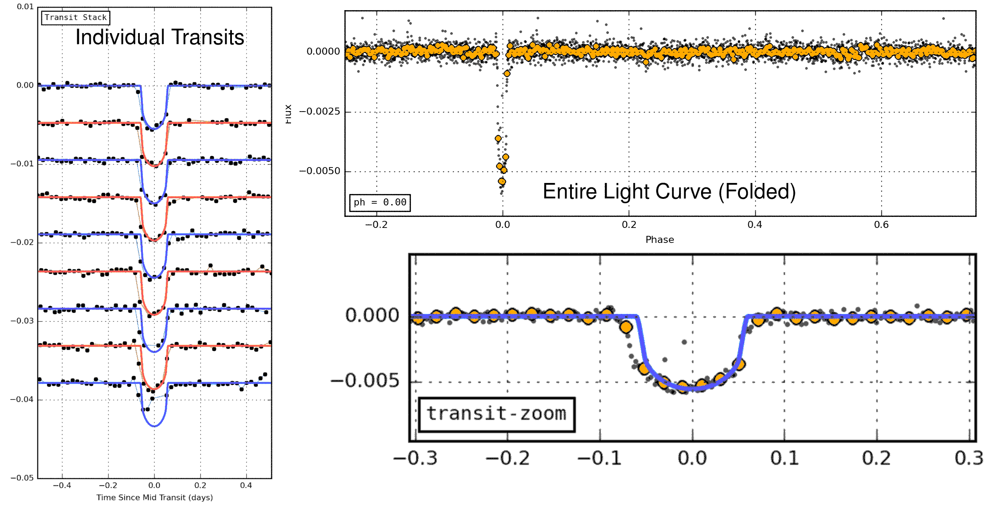 0.01
Transit Stack
Individual Transits
0.00
−0.01
−0.02
−0.03
−0.04
−0.05
−0.4 −0.2 0.0 0.2 0.4
Time Since Mid Transit (days)
0.0000
Flux
−0.0025
−0.0050
Entire Light Curve (Folded)
ph = 0.00
−0.2 0.0 0.2 0.4 0.6
Phase
0.000
−0.005
transit-zoom
−0.3 −0.2 −0.1 0.0 0.1 0.2 0.3